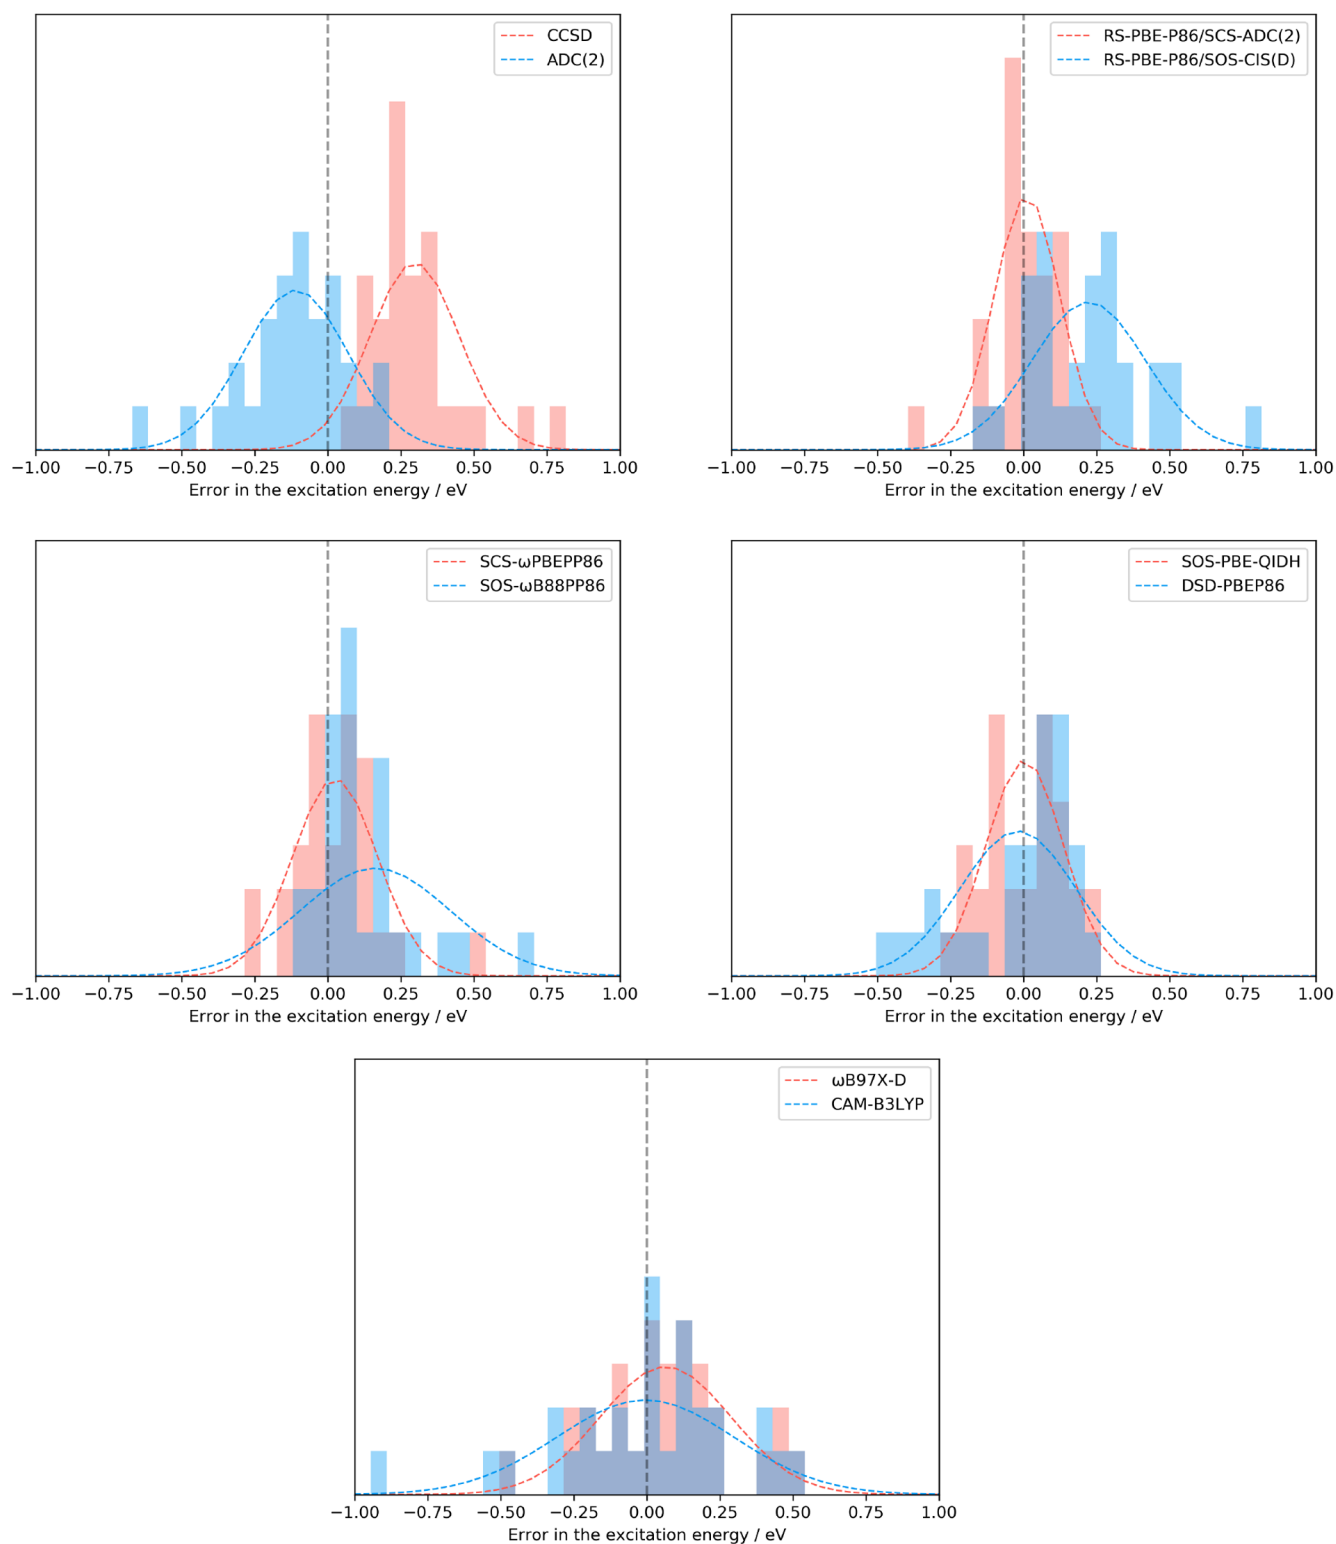 CCSD
ADC(2)
−1.00 −0.75 −0.50 −0.25 0.00 0.25 0.50 0.75 1.00
Error in the excitation energy / eV
RS-PBE-P86/SCS-ADC(2)
RS-PBE-P86/SOS-CIS(D)
−1.00 −0.75 −0.50 −0.25 0.00 0.25 0.50 0.75 1.00
Error in the excitation energy / eV
SCS-ωPBEPP86
SOS-ωB88PP86
−1.00 −0.75 −0.50 −0.25 0.00 0.25 0.50 0.75 1.00
Error in the excitation energy / eV
SOS-PBE-QIDH
DSD-PBEP86
−1.00 −0.75 −0.50 −0.25 0.00 0.25 0.50 0.75 1.00
Error in the excitation energy / eV
ωB97X-D
CAM-B3LYP
−1.00 −0.75 −0.50 −0.25 0.00 0.25 0.50 0.75 1.00
Error in the excitation energy / eV